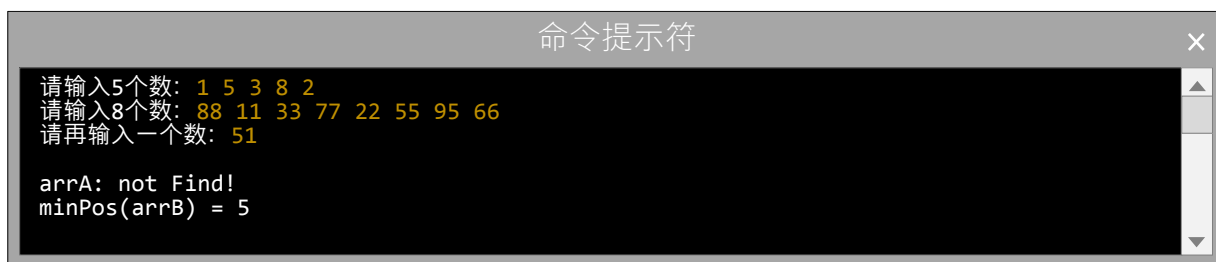 命令提示符
×
请输入5个数: 1 5 3 8 2
请输入8个数: 88 11 33 77 22 55 95 66
请再输入一个数: 51
arrA: not Find!
minPos(arrB) = 5